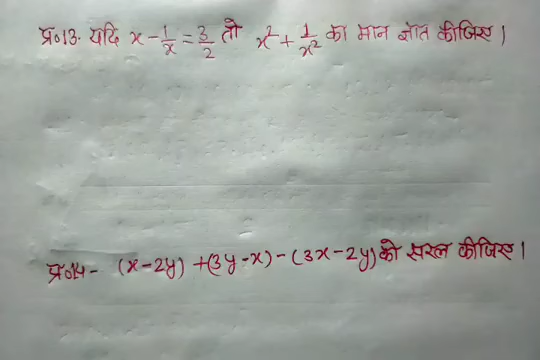 प्र०13. यदि x - 1/x = 3/2 तो x² + 1/x² का मान ज्ञात कीजिए।
प्र०14 - (x-2y) + (3y-x) - (3x-2y) को सरल कीजिए।